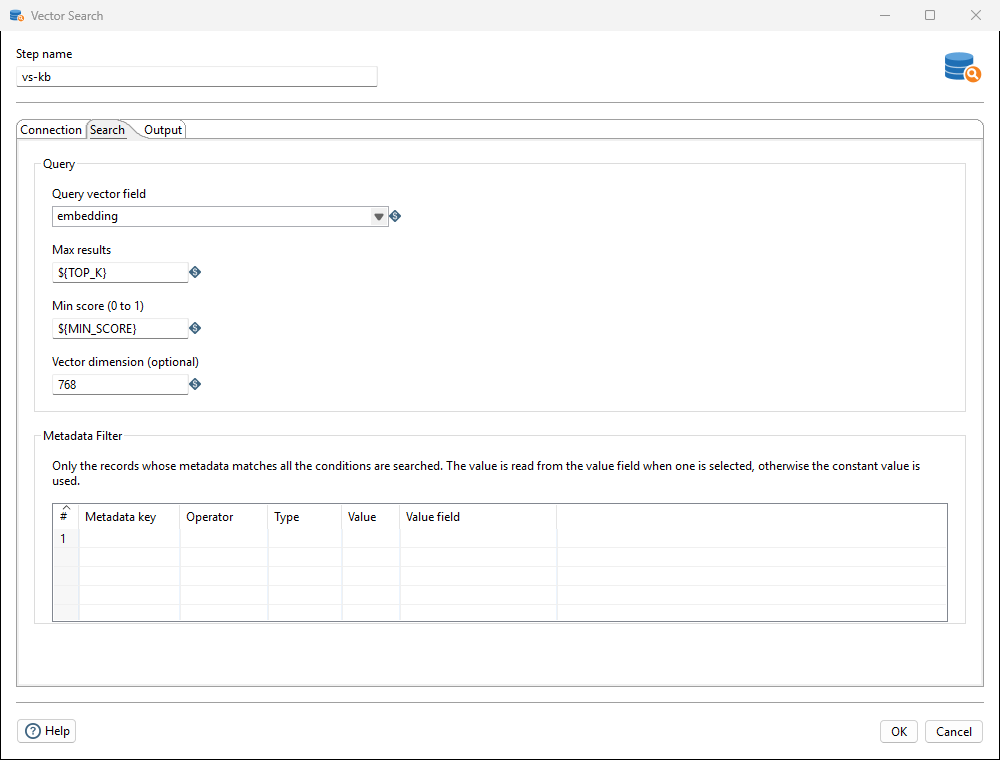 Vector Search
Step name
vs-kb
Connection Search Output
Query
Query vector field
embedding
Max results
${TOP_K}
Min score (0 to 1)
${MIN_SCORE}
Vector dimension (optional)
768
Metadata Filter
Only the records whose metadata matches all the conditions are searched. The value is read from the value field when one is selected, otherwise the constant value is
used.
# Metadata key Operator Type Value Value field
1
Help OK Cancel